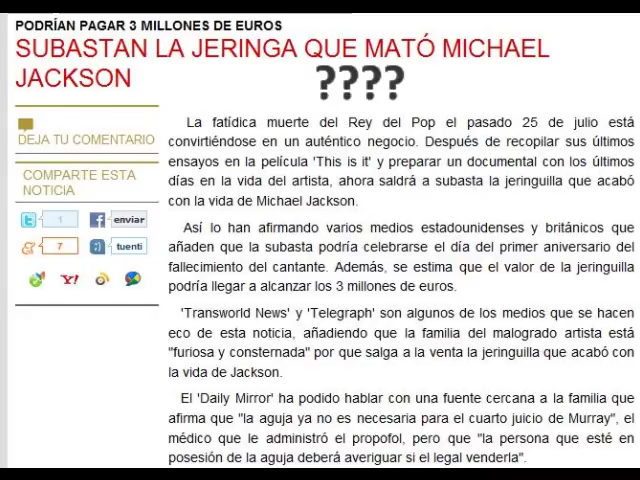 PODRÍAN PAGAR 3 MILLONES DE EUROS
SUBASTAN LA JERINGA QUE MATÓ MICHAEL
JACKSON
????
DEJA TU COMENTARIO
COMPARTE ESTA
NOTICIA
1
enviar
7
tuenti
Y!
La fatídica muerte del Rey del Pop el pasado 25 de julio está
convirtiéndose en un auténtico negocio. Después de recopilar sus últimos
ensayos en la película 'This is it' y preparar un documental con los últimos
días en la vida del artista, ahora saldrá a subasta la jeringuilla que acabó
con la vida de Michael Jackson.
Así lo han afirmando varios medios estadounidenses y británicos que
añaden que la subasta podría celebrarse el día del primer aniversario del
fallecimiento del cantante. Además, se estima que el valor de la jeringuilla
podría llegar a alcanzar los 3 millones de euros.
'Transworld News' y 'Telegraph' son algunos de los medios que se hacen
eco de esta noticia, añadiendo que la familia del malogrado artista está
"furiosa y consternada" por que salga a la venta la jeringuilla que acabó con
la vida de Jackson.
El 'Daily Mirror' ha podido hablar con una fuente cercana a la familia que
afirma que "la aguja ya no es necesaria para el cuarto juicio de Murray", el
médico que le administró el propofol, pero que "la persona que esté en
posesión de la aguja deberá averiguar si el legal venderla".